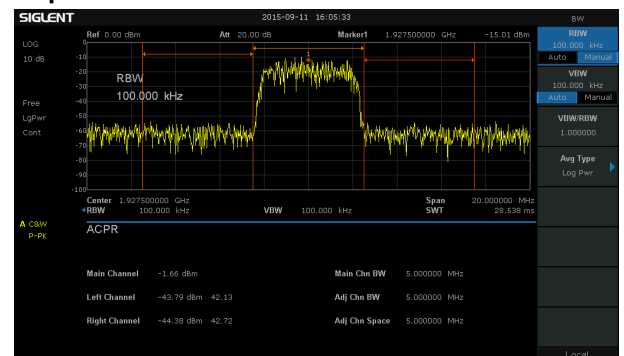 SIGLENT 2015-09-11 16:05:33 BW
Ref 0.00 dBm Att 20.00 dB Marker1 1.927500000 GHz -15.01 dBm
LOG
10 dB
Free
LgPwr
Cont
0
-10
-20
-30
-40
-50
-60
-70
-80
-90
-100
1
RBW
100.000 kHz
Center 1.927500000 GHz Span 20.000000 MHz
RBW 100.000 kHz VBW 100.000 kHz SWT 28.538 ms
A C&W
P-PK
ACPR
Main Channel -1.66 dBm Main Chn BW 5.000000 MHz
Left Channel -43.79 dBm 42.13 Adj Chn BW 5.000000 MHz
Right Channel -44.38 dBm 42.72 Adj Chn Space 5.000000 MHz
RBW
100.000 kHz
Auto Manual
VBW
100.000 kHz
Auto Manual
VBW/RBW
1.000000
Avg Type
Log Pwr
Local